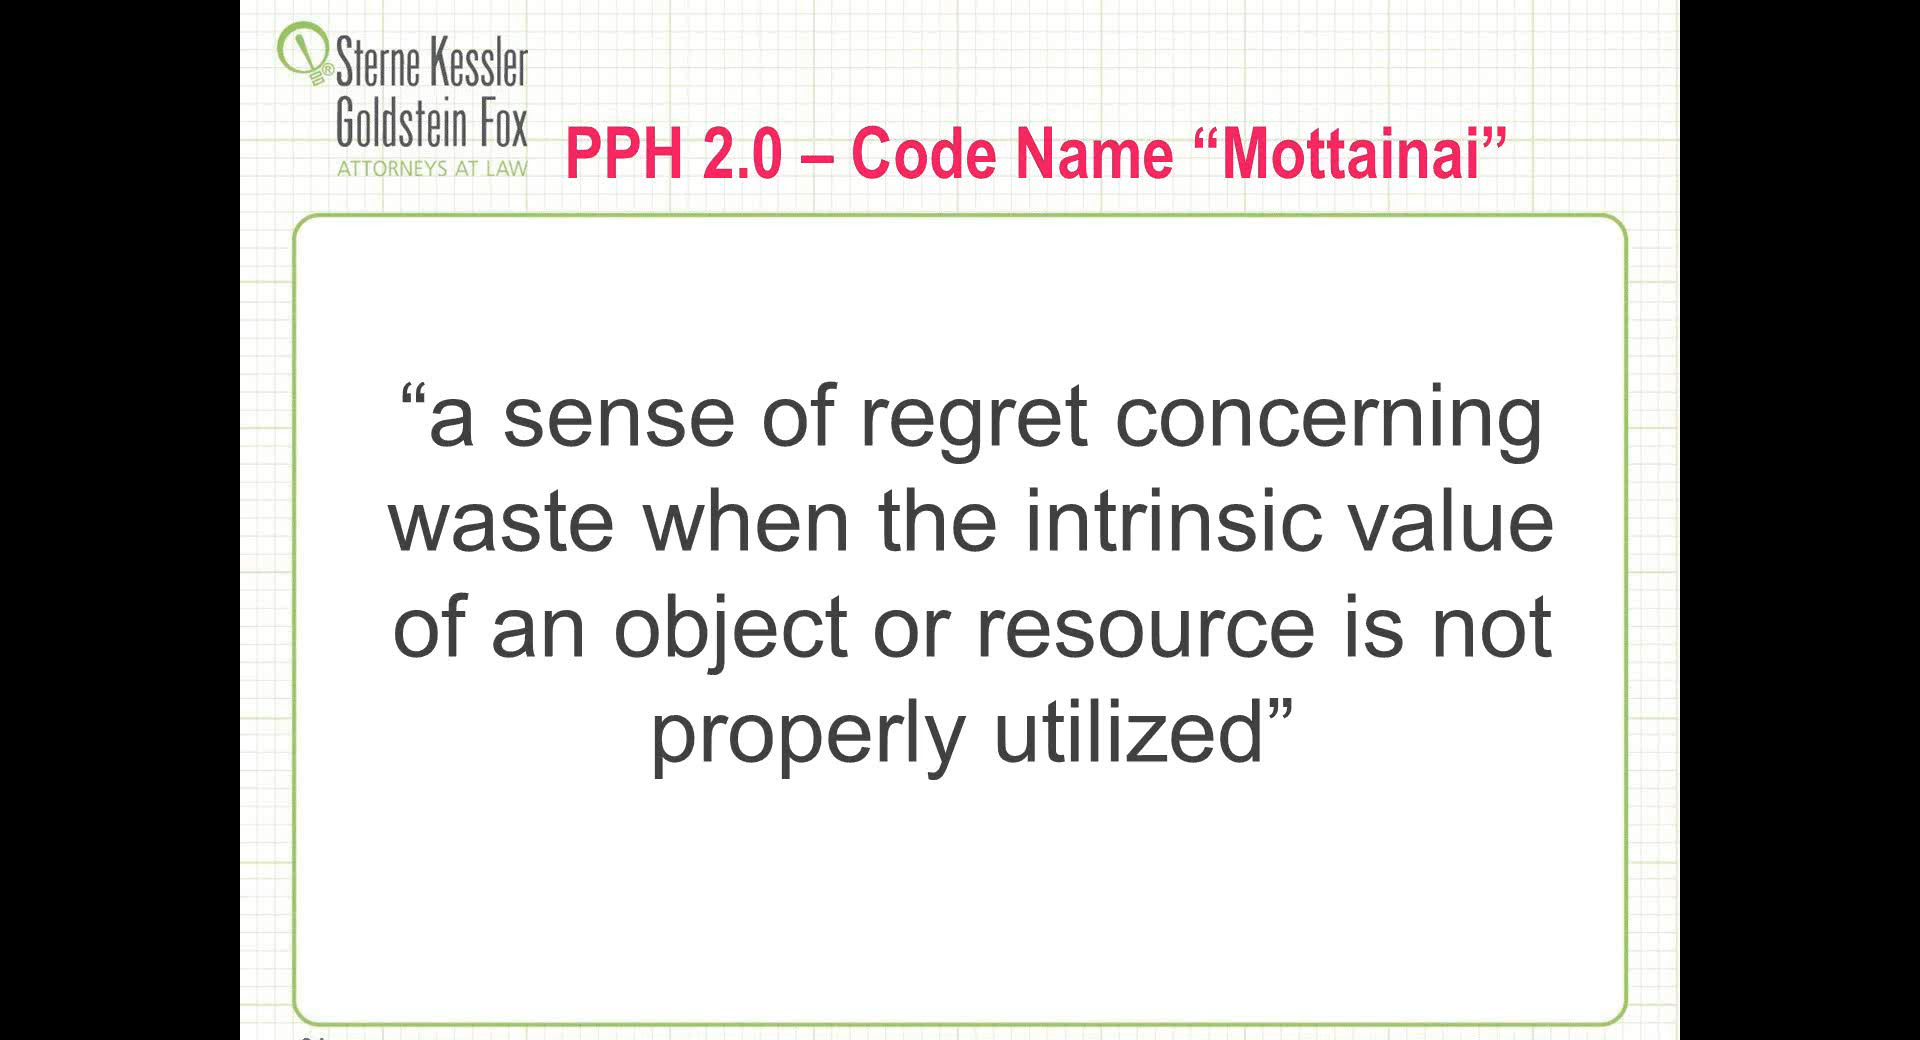 Sterne Kessler
Goldstein Fox
ATTORNEYS AT LAW
PPH 2.0 – Code Name “Mottainai”
“a sense of regret concerning
waste when the intrinsic value
of an object or resource is not
properly utilized”